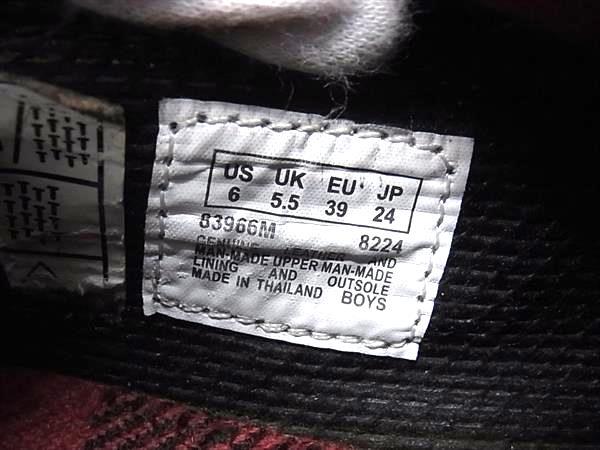 US UK EU JP
6 5.5 39 24
83966M 8224
GENUINE LEATHER AND
MAN-MADE UPPER MAN-MADE
LINING AND OUTSOLE
MADE IN THAILAND BOYS